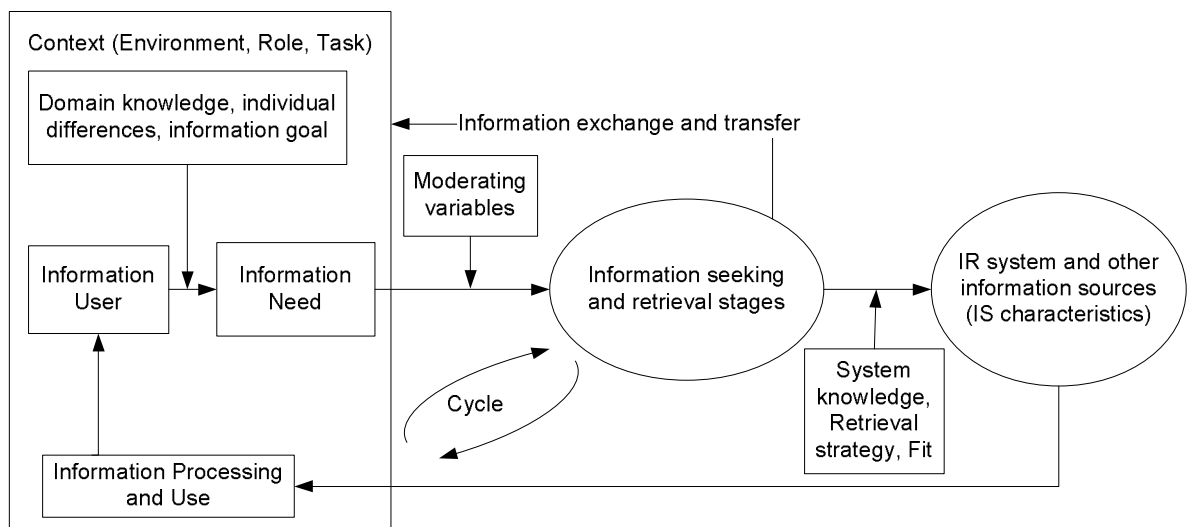 Context (Environment, Role, Task)
Domain knowledge, individual
differences, information goal
Information exchange and transfer
Moderating
variables
Information
User
Information
Need
Information seeking
and retrieval stages
IR system and other
information sources
(IS characteristics)
System
knowledge,
Retrieval
strategy, Fit
Cycle
Information Processing
and Use